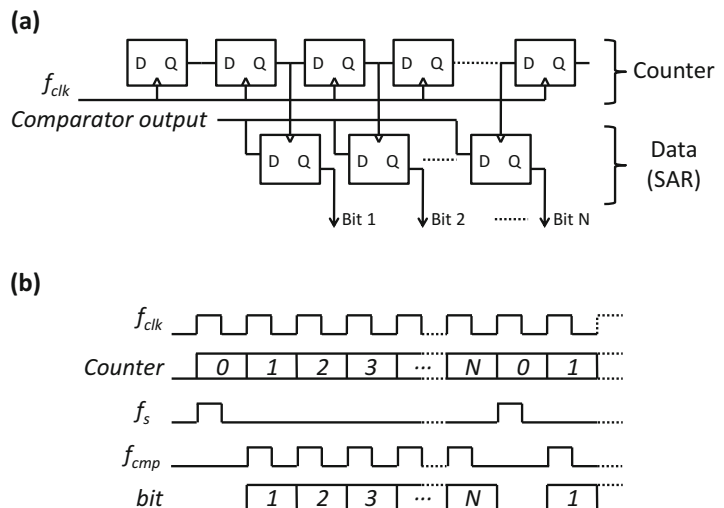 (a)
D Q D Q D Q D Q D Q
Counter
f_clk
Comparator output
D Q D Q D Q
Data
(SAR)
Bit 1 Bit 2 Bit N
(b)
f_clk
Counter 0 1 2 3 ... N 0 1
f_s
f_cmp
bit 1 2 3 ... N 1